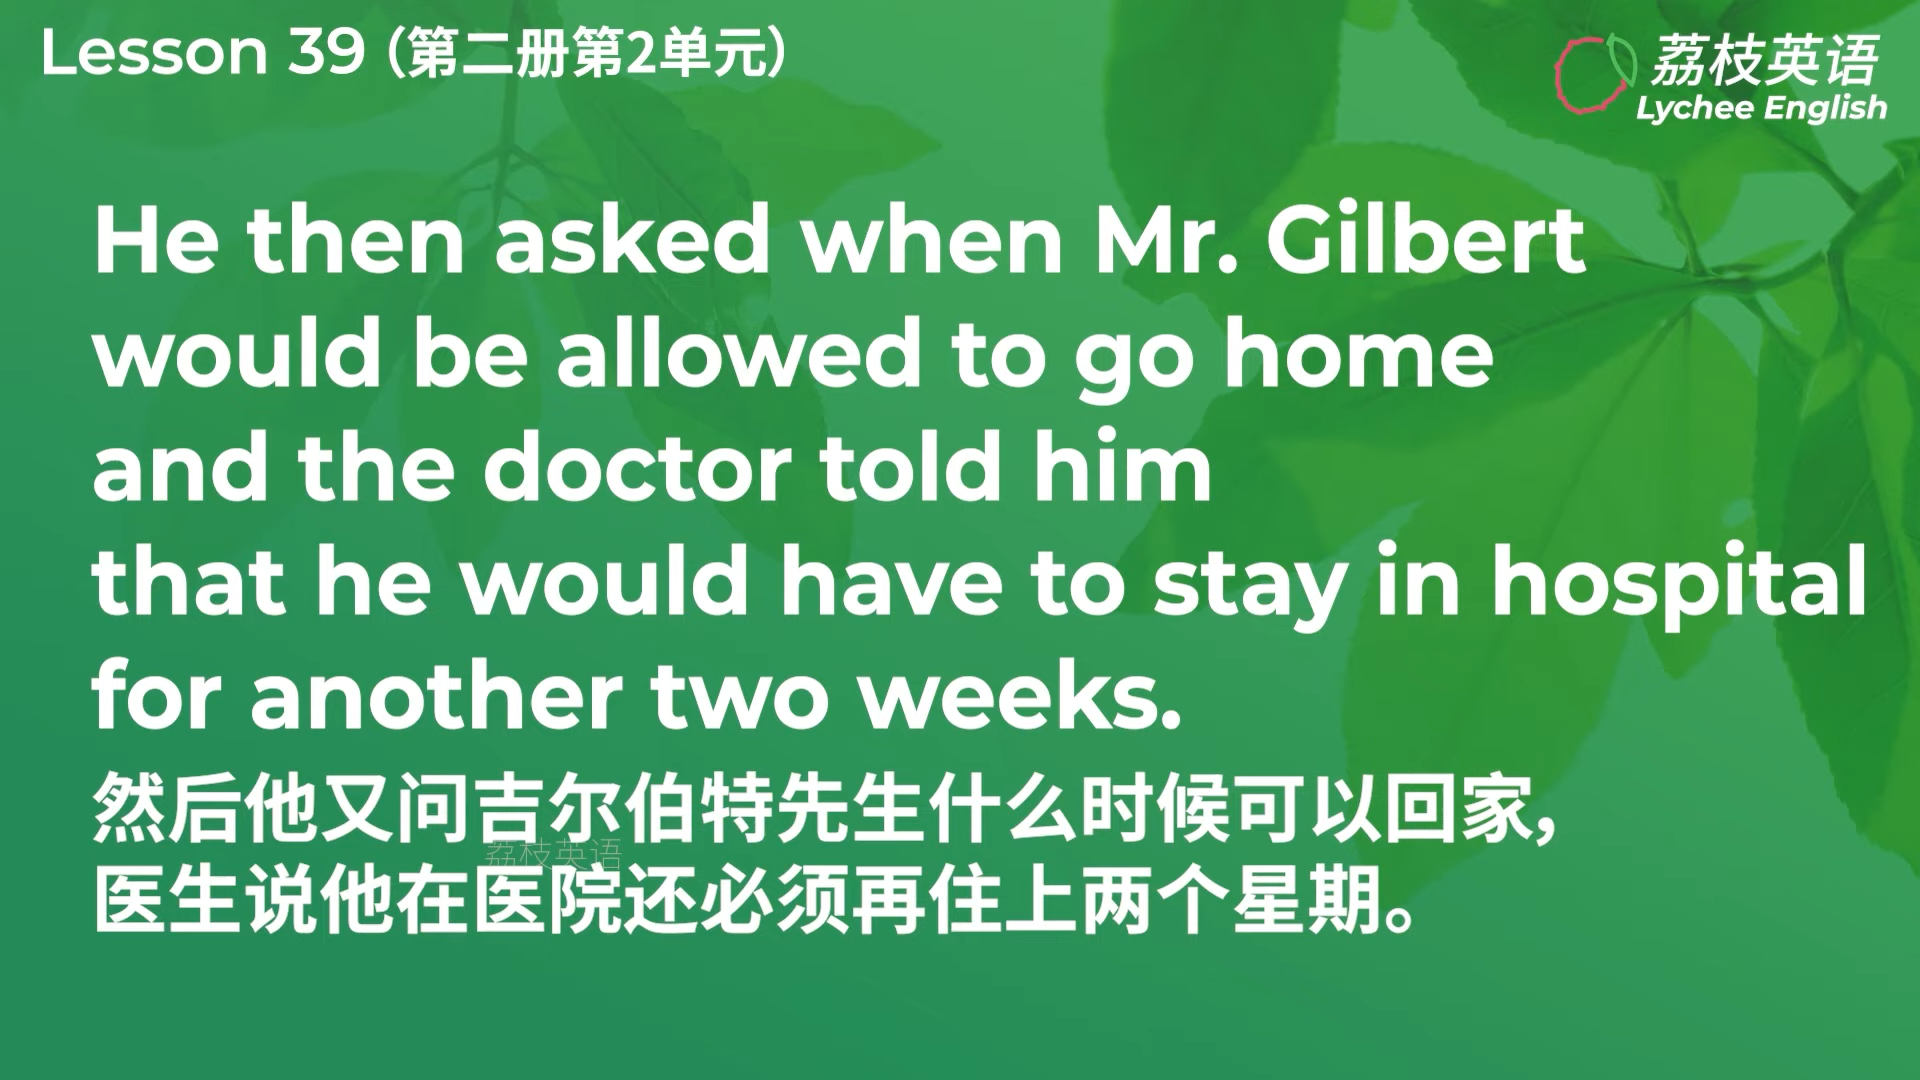 Lesson 39（第二册第2单元）
荔枝英语
Lychee English
He then asked when Mr. Gilbert
would be allowed to go home
and the doctor told him
that he would have to stay in hospital
for another two weeks.
然后他又问吉尔伯特先生什么时候可以回家,
荔枝英语
医生说他在医院还必须再住上两个星期。